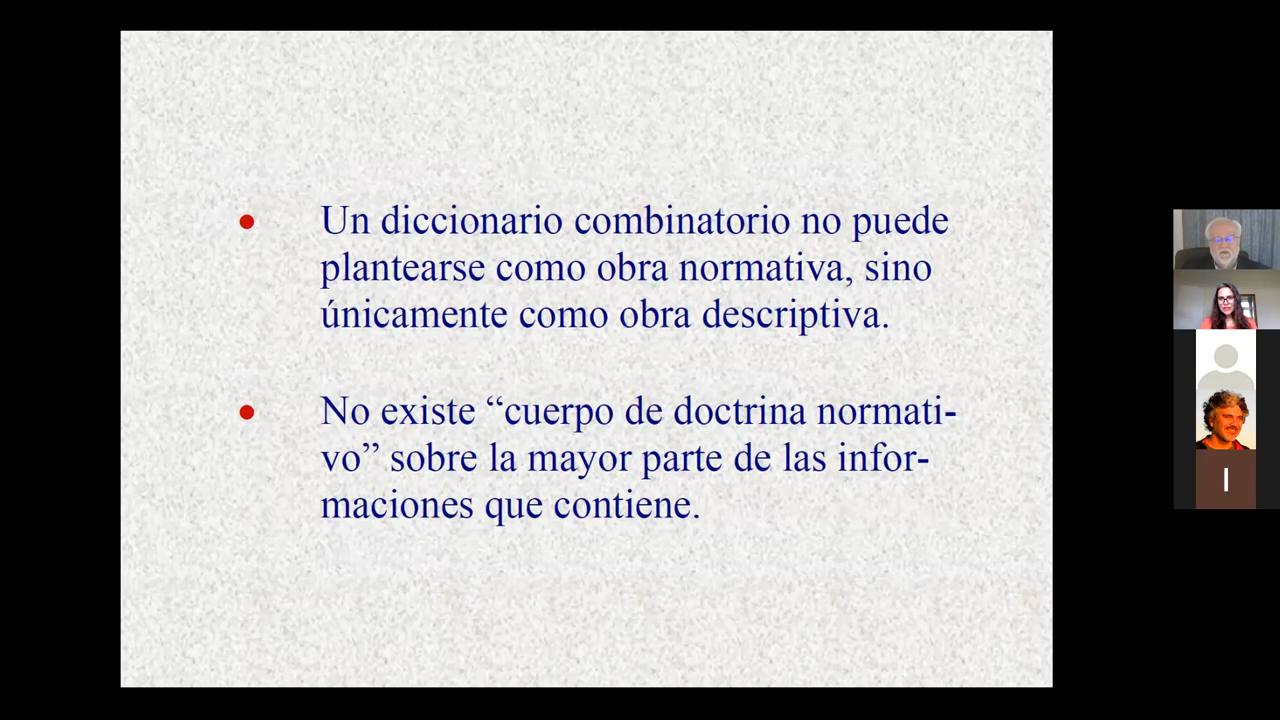 • Un diccionario combinatorio no puede
plantearse como obra normativa, sino
únicamente como obra descriptiva.
• No existe “cuerpo de doctrina normati-
vo” sobre la mayor parte de las infor-
maciones que contiene.
I